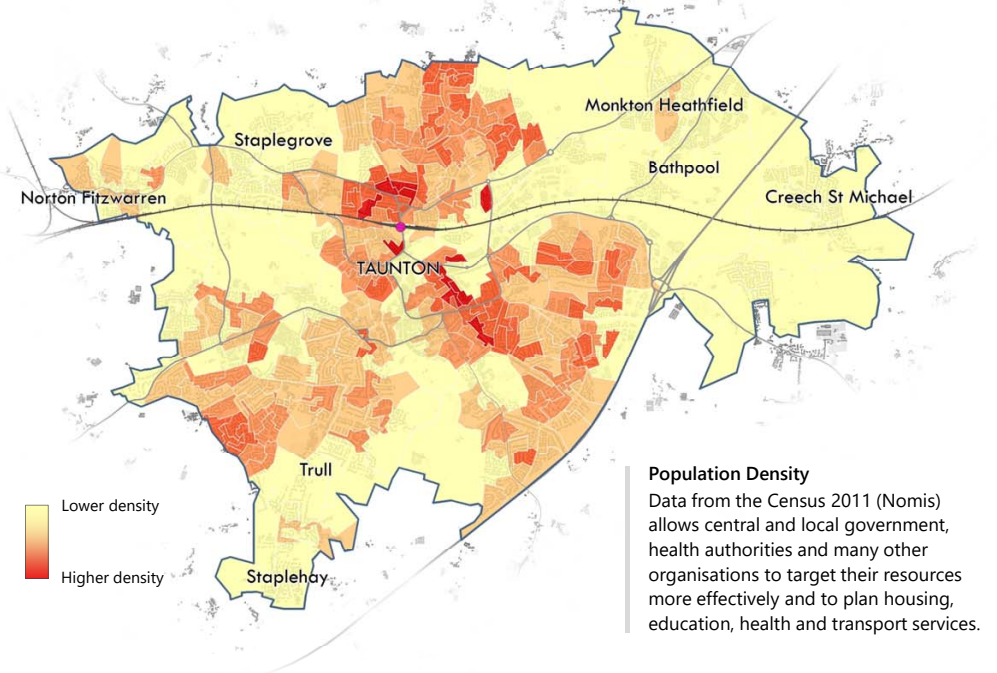 Monkton Heathfield
Staplegrove
Bathpool
Norton Fitzwarren
Creech St Michael
TAUNTON
Trull
Staplehay
Lower density
Higher density
Population Density
Data from the Census 2011 (Nomis)
allows central and local government,
health authorities and many other
organisations to target their resources
more effectively and to plan housing,
education, health and transport services.